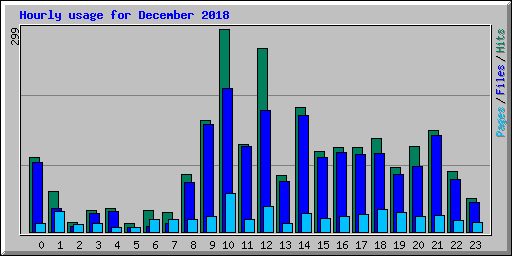 Hourly usage for December 2018
299
Pages/Files/Hits
0 1 2 3 4 5 6 7 8 9 10 11 12 13 14 15 16 17 18 19 20 21 22 23